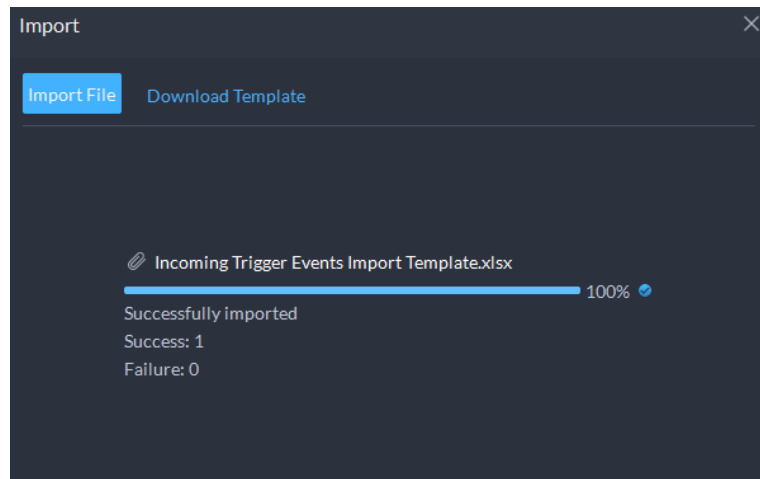 Import
Import File Download Template
Incoming Trigger Events Import Template.xlsx
100%
Successfully imported
Success: 1
Failure: 0